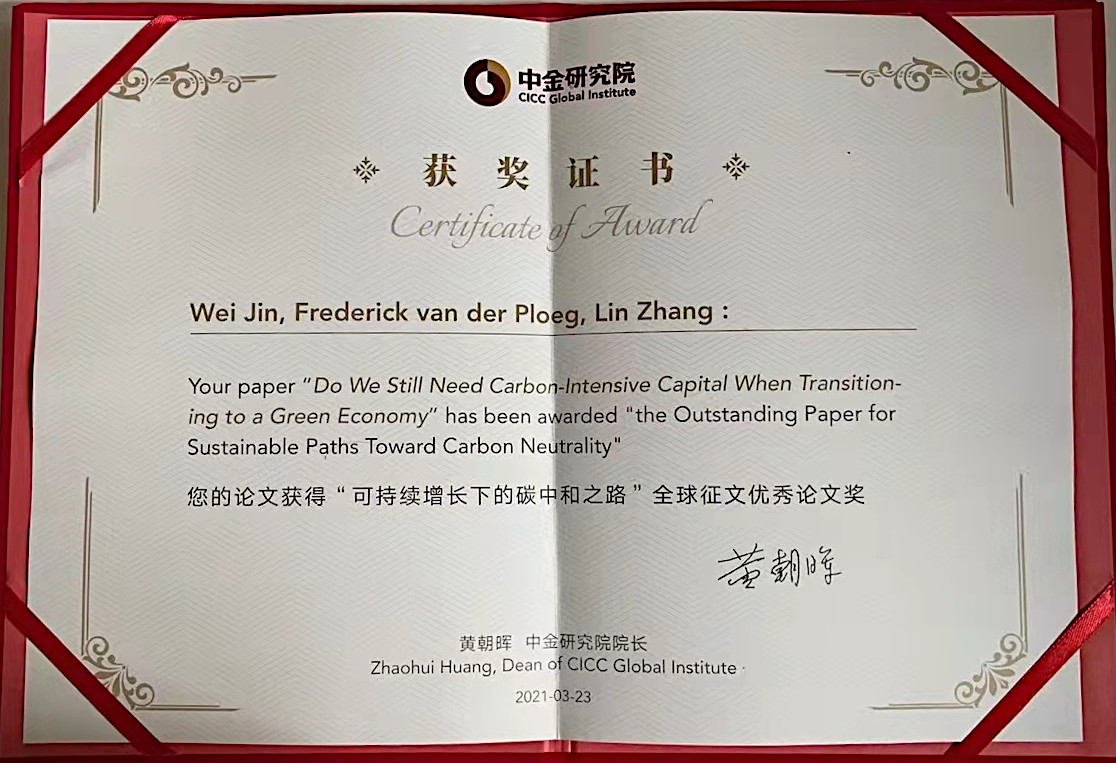 中金研究院
CICC Global Institute
获奖证书
Certificate of Award
Wei Jin, Frederick van der Ploeg, Lin Zhang :
Your paper “Do We Still Need Carbon-Intensive Capital When Transition-
ing to a Green Economy” has been awarded "the Outstanding Paper for
Sustainable Paths Toward Carbon Neutrality"
您的论文获得“可持续增长下的碳中和之路”全球征文优秀论文奖
黄朝晖
黄朝晖 中金研究院院长
Zhaohui Huang, Dean of CICC Global Institute
2021-03-23